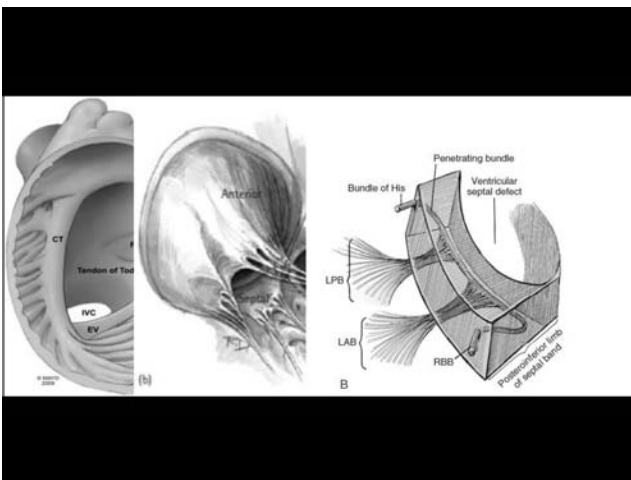 CT
Tendon of Tod
IVC
EV
2009
(b)
Anterior
Septal
Penetrating bundle
Bundle of His
Ventricular
septal defect
LPB
LAB
RBB
Posteroinferior limb
of septal band
B